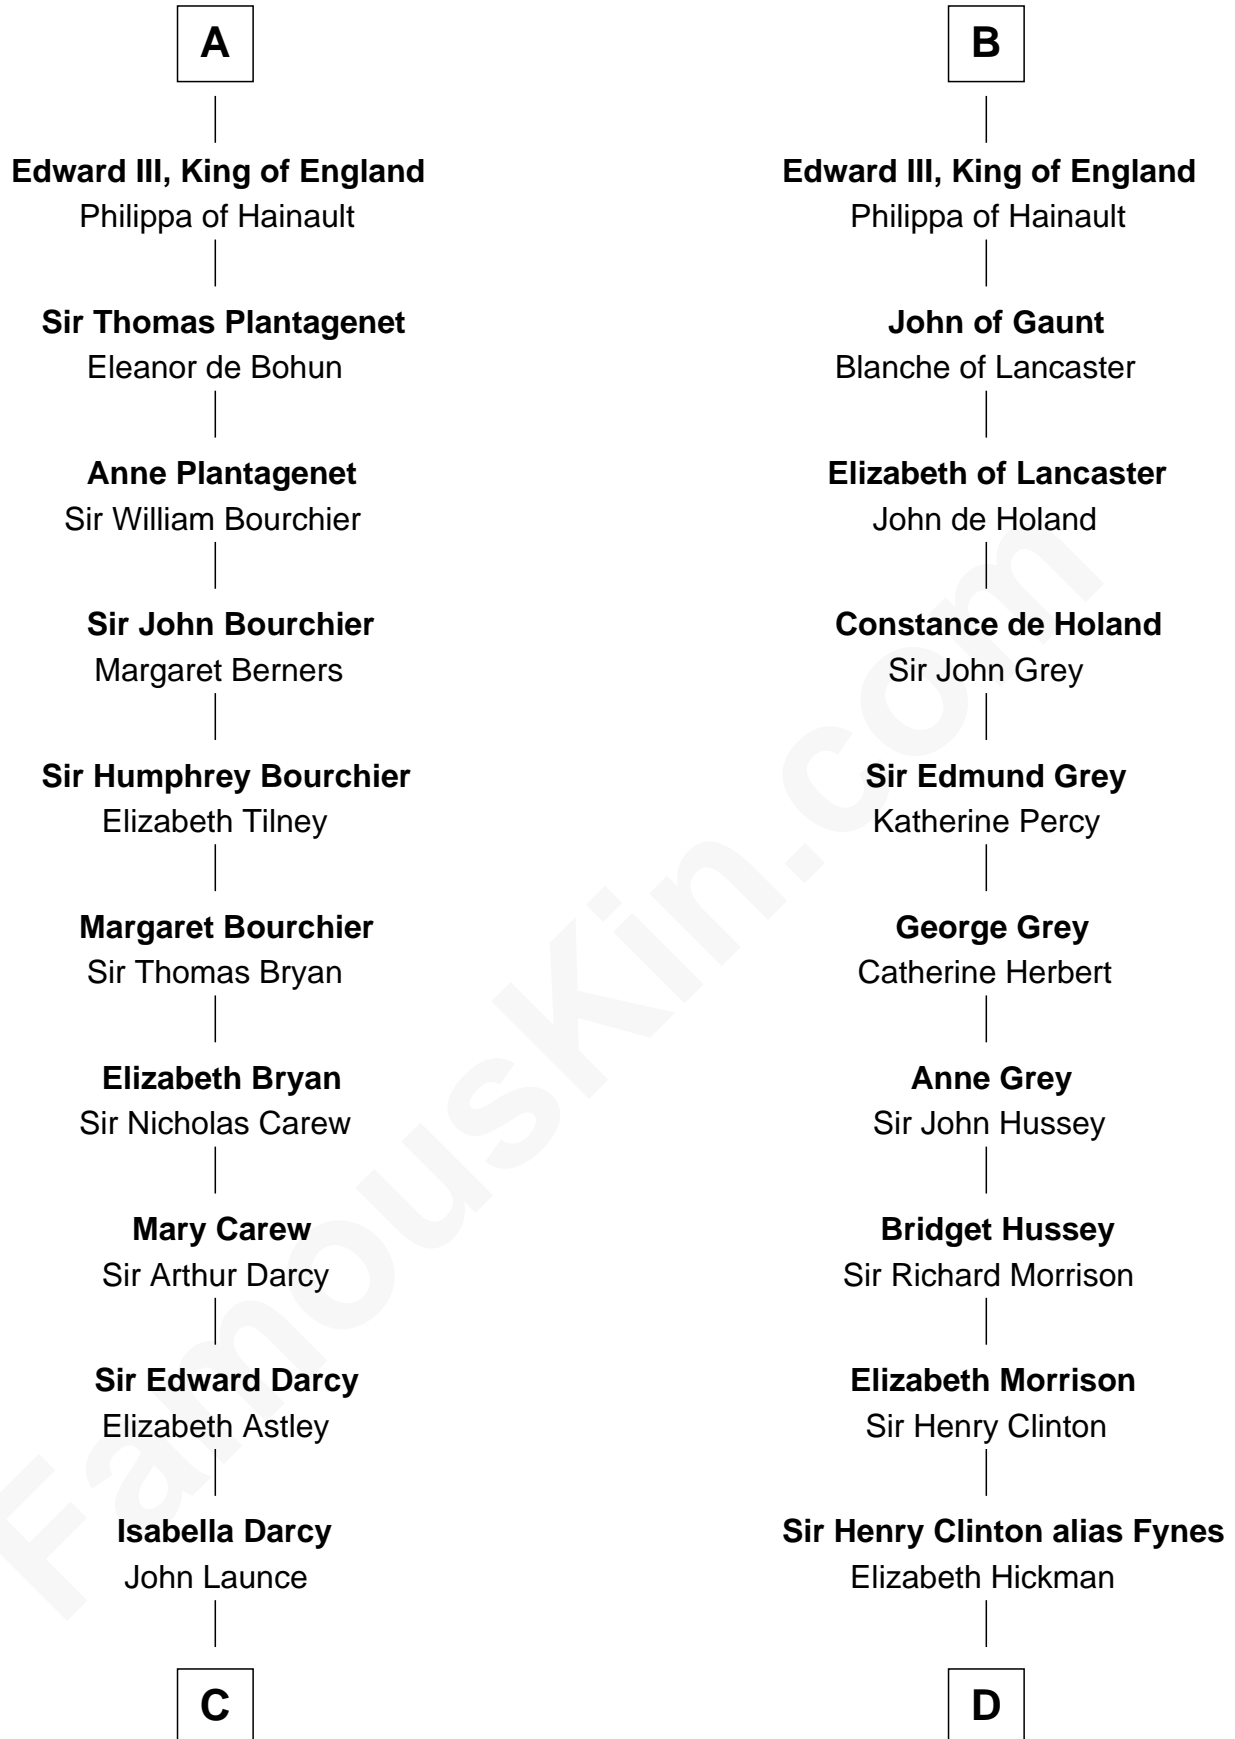 A
Edward III, King of England
Philippa of Hainault
Sir Thomas Plantagenet
Eleanor de Bohun
Anne Plantagenet
Sir William Bourchier
Sir John Bourchier
Margaret Berners
Sir Humphrey Bourchier
Elizabeth Tilney
Margaret Bourchier
Sir Thomas Bryan
Elizabeth Bryan
Sir Nicholas Carew
Mary Carew
Sir Arthur Darcy
Sir Edward Darcy
Elizabeth Astley
Isabella Darcy
John Launce
C
B
Edward III, King of England
Philippa of Hainault
John of Gaunt
Blanche of Lancaster
Elizabeth of Lancaster
John de Holand
Constance de Holand
Sir John Grey
Sir Edmund Grey
Katherine Percy
George Grey
Catherine Herbert
Anne Grey
Sir John Hussey
Bridget Hussey
Sir Richard Morrison
Elizabeth Morrison
Sir Henry Clinton
Sir Henry Clinton alias Fynes
Elizabeth Hickman
D
FamousKin.com